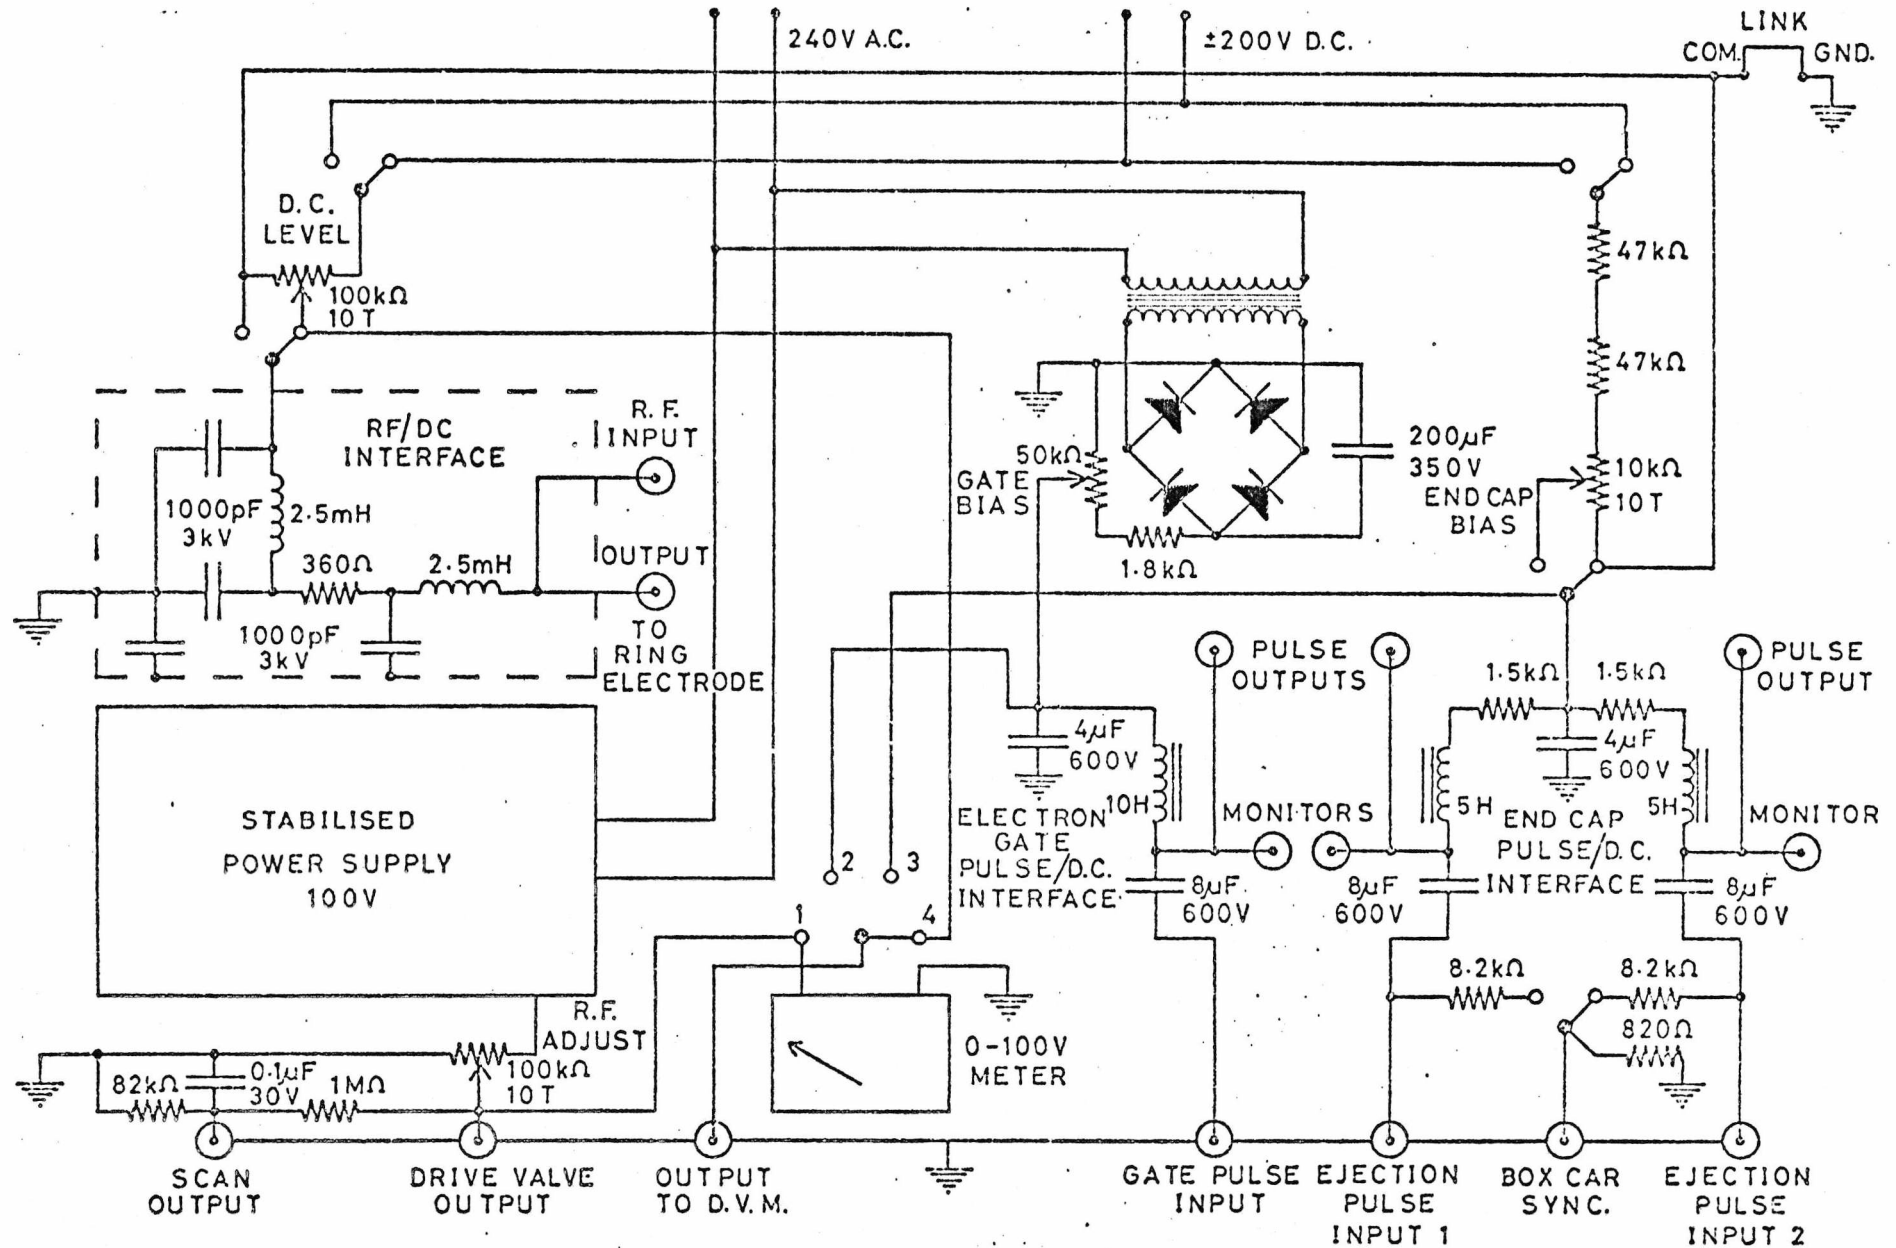 LINK
240V A.C.
±200V D.C.
COM.
GND.
D.C.
LEVEL
100kΩ
10T
47kΩ
47kΩ
R.F.
INPUT
RF/DC
INTERFACE
50kΩ
GATE
BIAS
200μF
350V
END CAP
BIAS
10kΩ
10T
1000pF
3kV
2.5mH
OUTPUT
360Ω
2.5mH
1.8kΩ
1000pF
3kV
TO
RING
ELECTRODE
PULSE
OUTPUTS
1.5kΩ
1.5kΩ
PULSE
OUTPUT
4μF
600V
4μF
600V
STABILISED
POWER SUPPLY
100V
ELECTRON
GATE
PULSE/D.C.
INTERFACE
10H
MONITORS
5H
END CAP
PULSE/D.C.
INTERFACE
5H
MONITOR
2
3
8μF
600V
8μF
600V
8μF
600V
1
4
8.2kΩ
8.2kΩ
820Ω
R.F.
ADJUST
0-100V
METER
82kΩ
0.1μF
30V
1MΩ
100kΩ
10T
SCAN
OUTPUT
DRIVE VALVE
OUTPUT
OUTPUT
TO D.V.M.
GATE PULSE
INPUT
EJECTION
PULSE
INPUT 1
BOX CAR
SYNC.
EJECTION
PULSE
INPUT 2